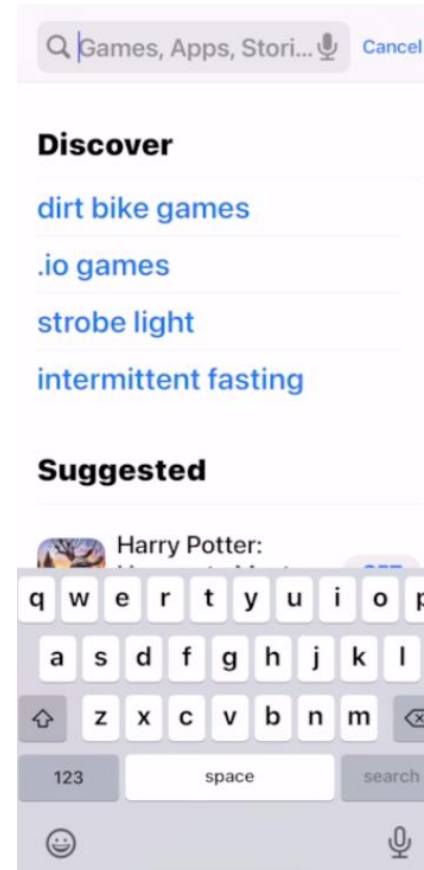 Games, Apps, Stori... Cancel
Discover
dirt bike games
.io games
strobe light
intermittent fasting
Suggested
Harry Potter:
q w e r t y u i o p
a s d f g h j k l
z x c v b n m
123 space search